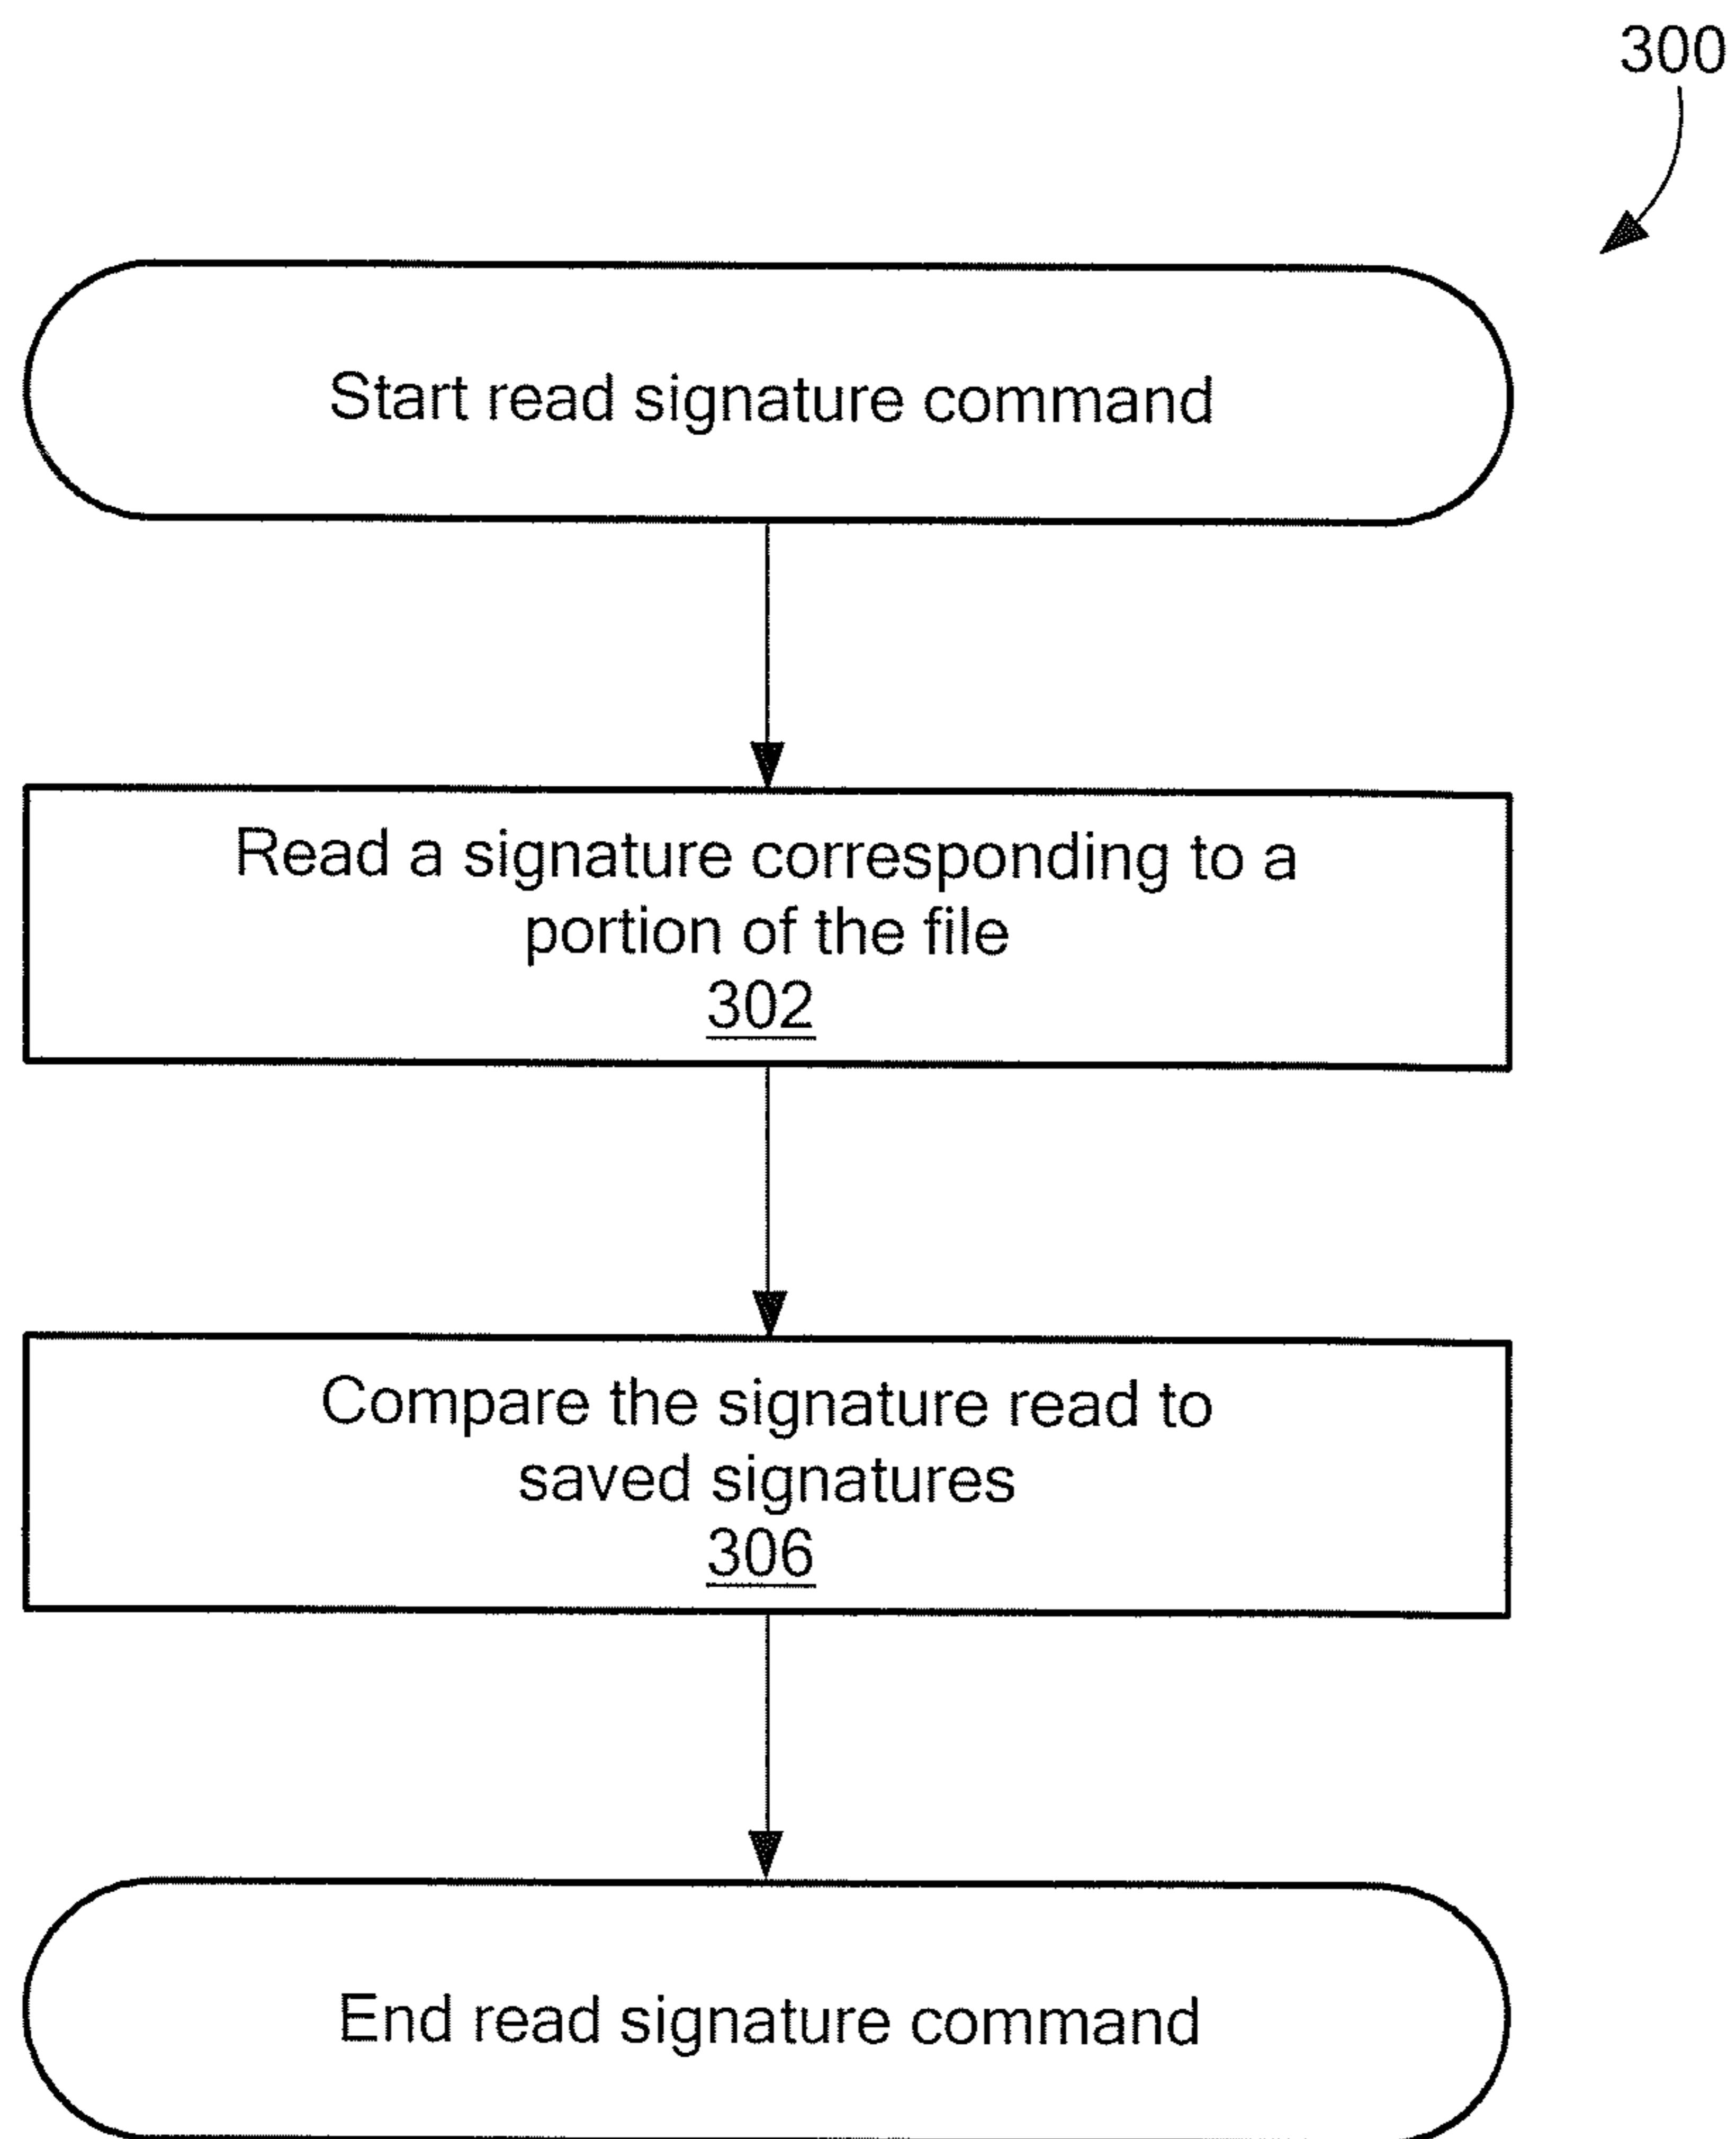 300
Start read signature command
Read a signature corresponding to a
portion of the file
302
Compare the signature read to
saved signatures
306
End read signature command